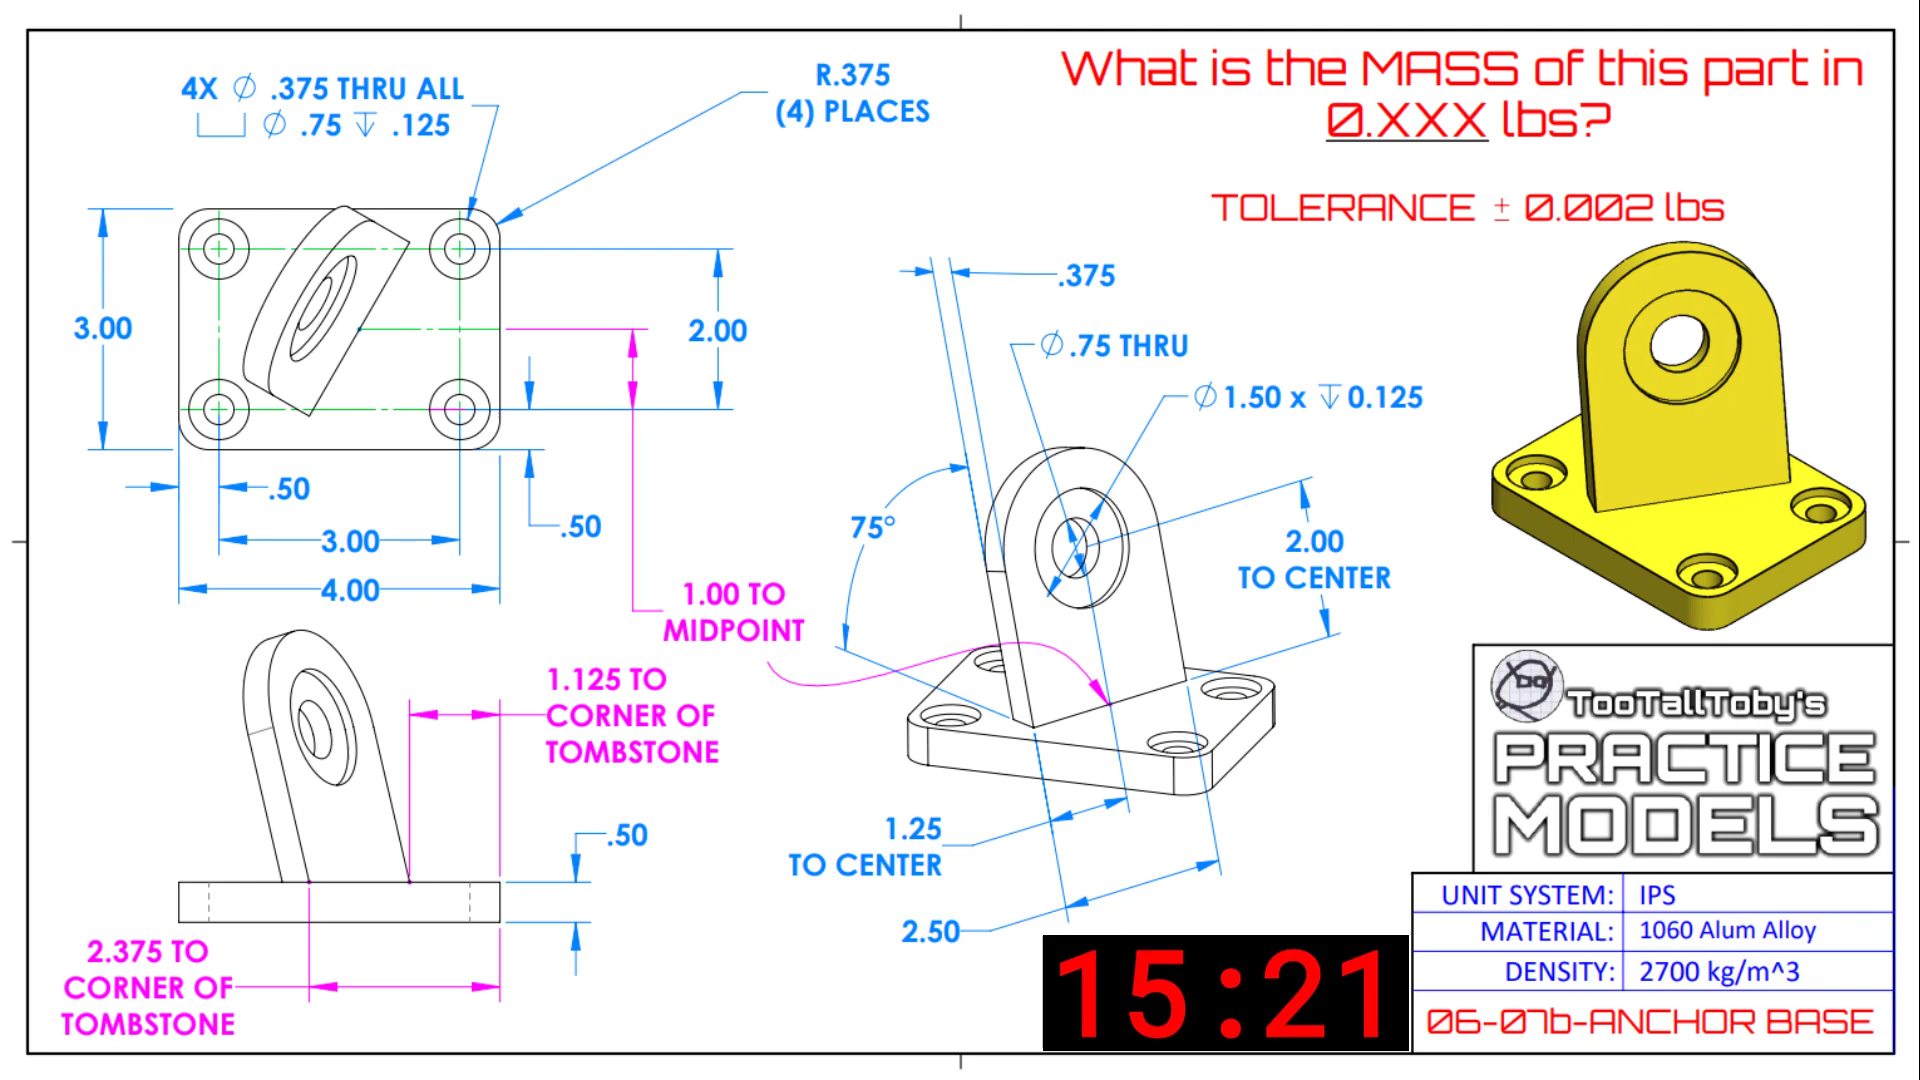 What is the MASS of this part in
0.XXX lbs?
TOLERANCE ± 0.002 lbs
4X ∅ .375 THRU ALL
⌴ ∅ .75 ↧ .125
R.375
(4) PLACES
3.00
2.00
.50
.50
3.00
4.00
1.00 TO
MIDPOINT
.375
∅.75 THRU
∅1.50 x ↧0.125
75°
2.00
TO CENTER
1.25
TO CENTER
2.50
1.125 TO
CORNER OF
TOMBSTONE
.50
2.375 TO
CORNER OF
TOMBSTONE
15:21
TooTallToby's
PRACTICE
MODELS
UNIT SYSTEM: IPS
MATERIAL: 1060 Alum Alloy
DENSITY: 2700 kg/m^3
06-07b-ANCHOR BASE